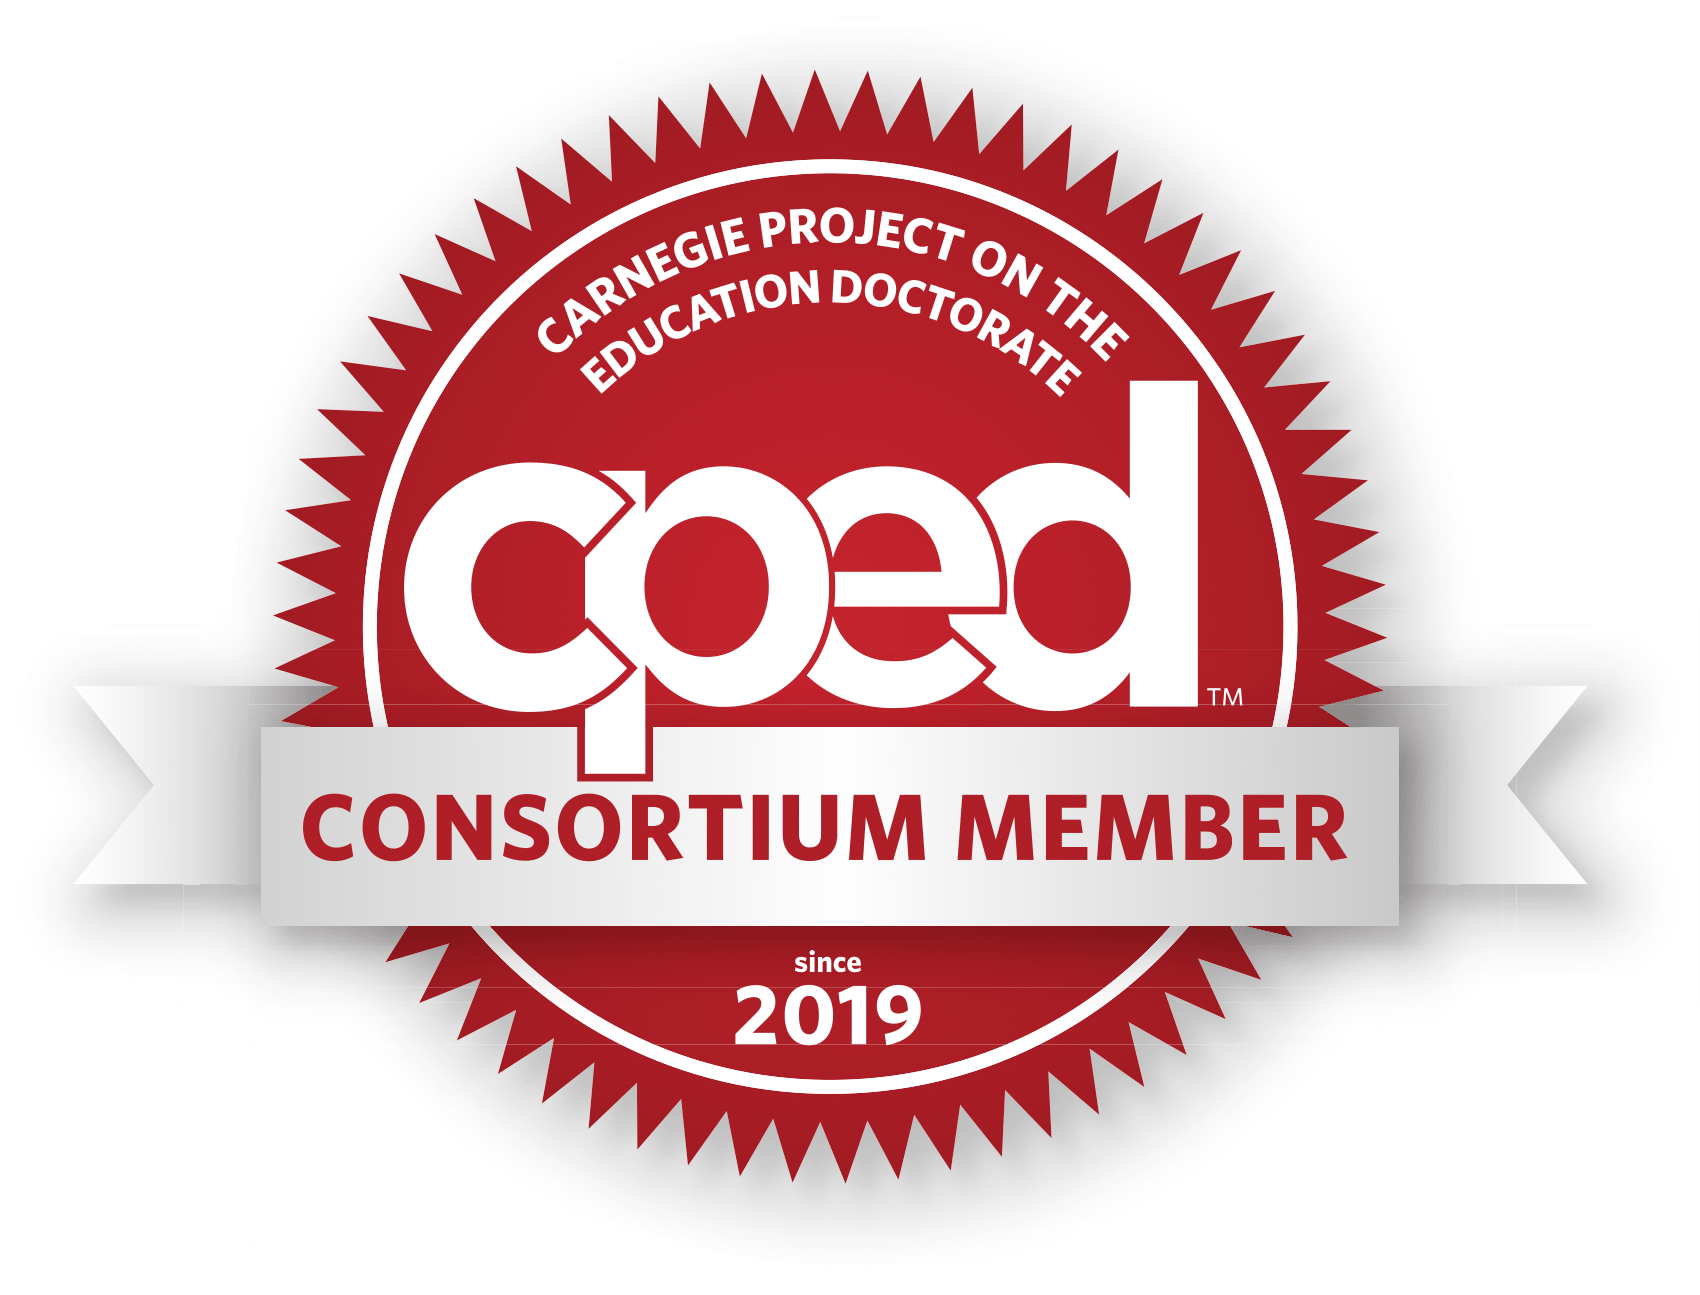 CARNEGIE PROJECT ON THE
EDUCATION DOCTORATE
cped™
CONSORTIUM MEMBER
since
2019